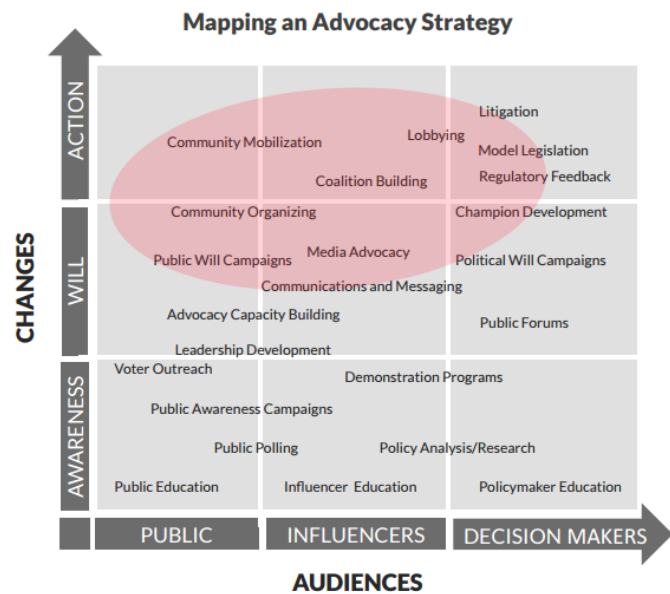 Mapping an Advocacy Strategy
CHANGES
ACTION
Litigation
Lobbying
Community Mobilization
Model Legislation
Regulatory Feedback
Coalition Building
WILL
Community Organizing
Champion Development
Media Advocacy
Public Will Campaigns
Political Will Campaigns
Communications and Messaging
Advocacy Capacity Building
Public Forums
Leadership Development
AWARENESS
Voter Outreach
Demonstration Programs
Public Awareness Campaigns
Public Polling
Policy Analysis/Research
Public Education
Influencer Education
Policymaker Education
PUBLIC
INFLUENCERS
DECISION MAKERS
AUDIENCES